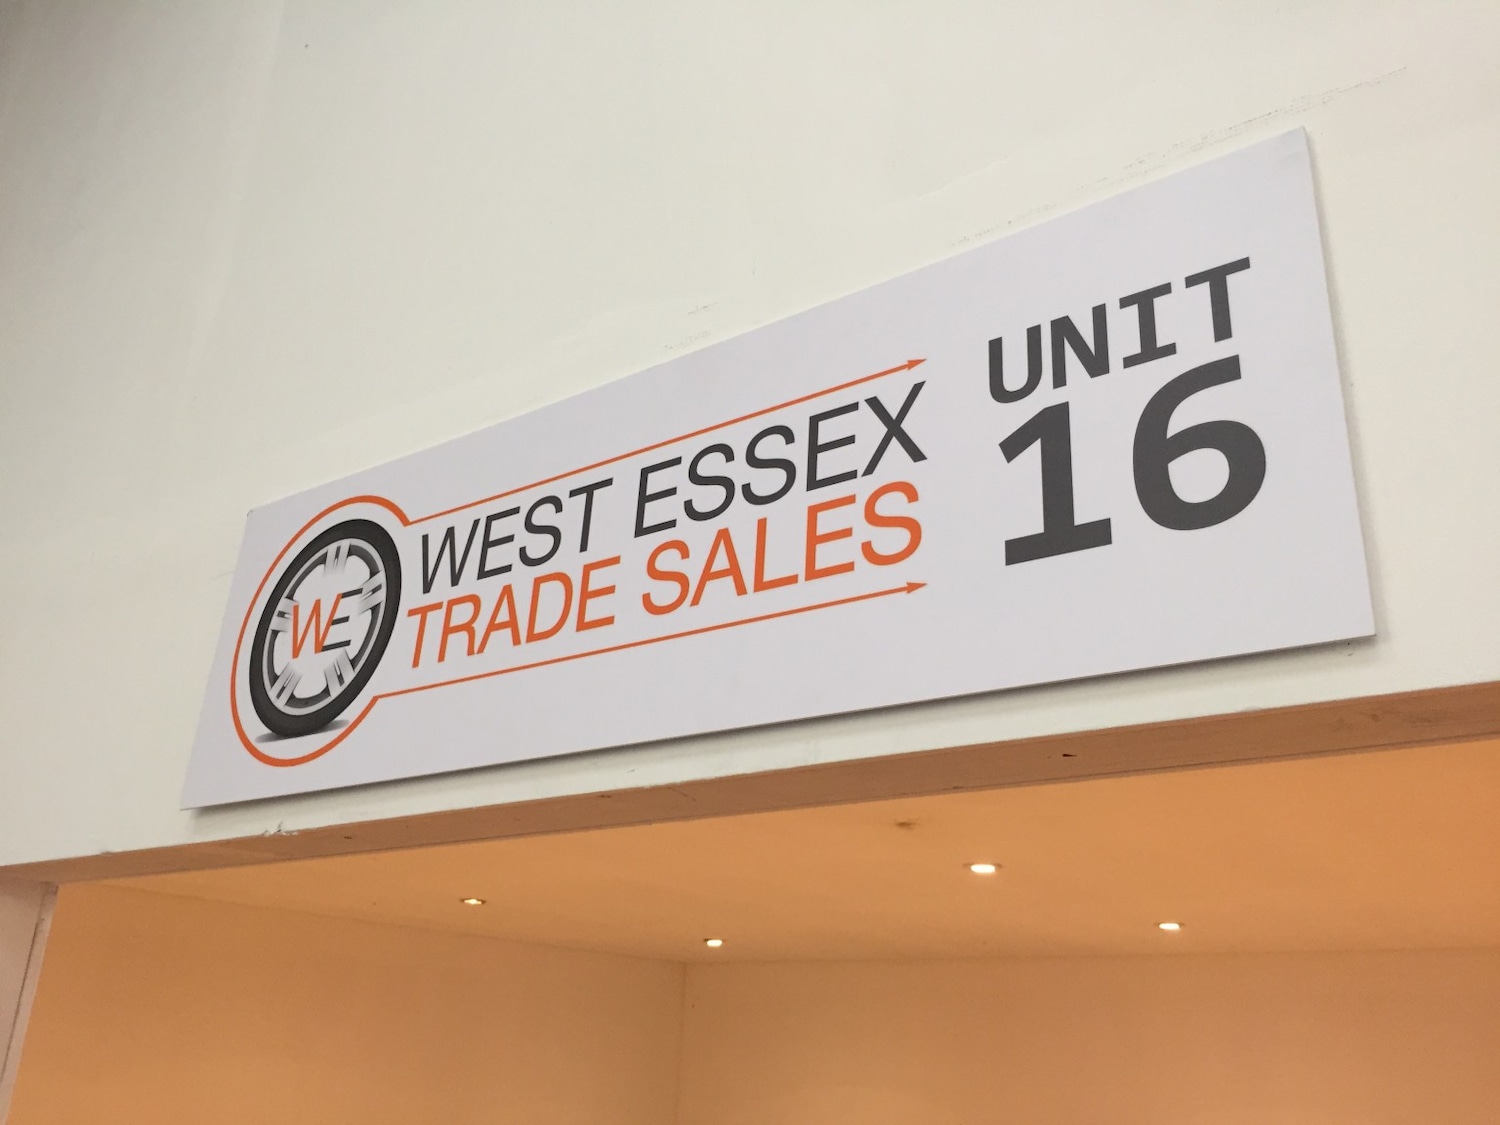 WE
WEST ESSEX
TRADE SALES
UNIT
16